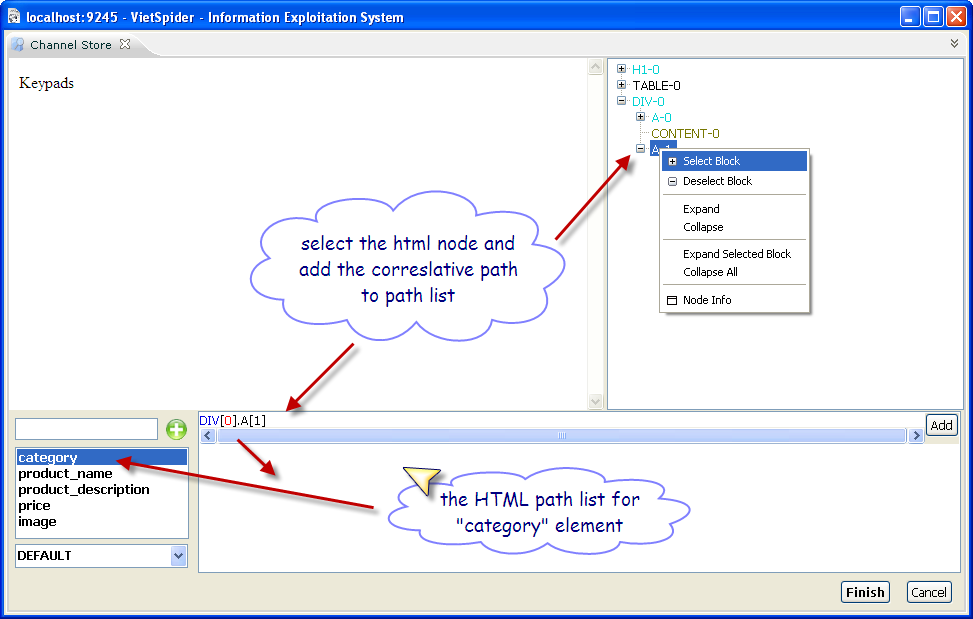 localhost:9245 - VietSpider - Information Exploitation System
Channel Store
Keypads
H1-0
TABLE-0
DIV-0
A-0
CONTENT-0
A-1
Select Block
Deselect Block
Expand
Collapse
Expand Selected Block
Collapse All
Node Info
select the html node and
add the correslative path
to path list
DIV[0].A[1]
Add
category
product_name
product_description
price
image
DEFAULT
the HTML path list for
"category" element
Finish
Cancel